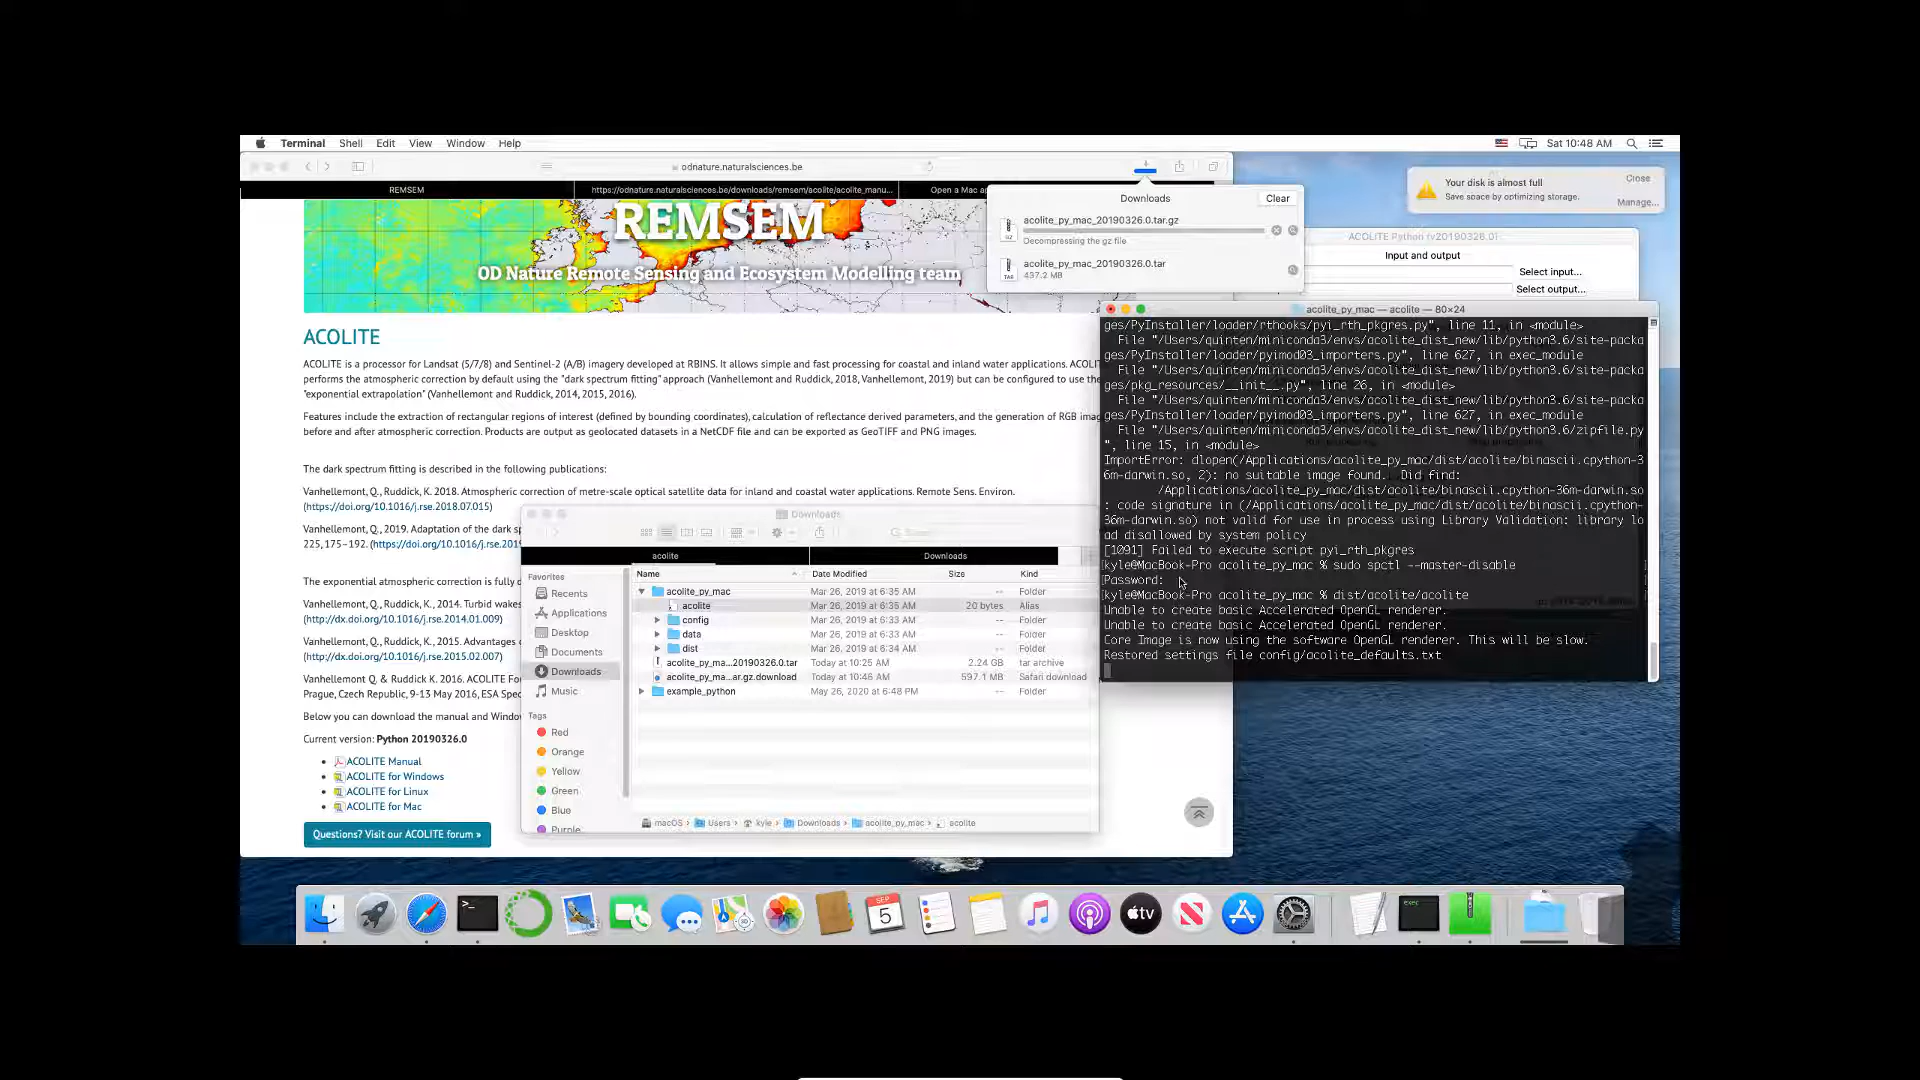 Terminal Shell Edit View Window Help
Sat 10:48 AM
odnature.naturalsciences.be
REMSEM
https://odnature.naturalsciences.be/downloads/remsem/acolite/acolite_manu...
Open a Mac ap
REMSEM
OD Nature Remote Sensing and Ecosystem Modelling team
Downloads
Clear
acolite_py_mac_20190326.0.tar.gz
Decompressing the gz file
acolite_py_mac_20190326.0.tar
437.2 MB
Your disk is almost full
Save space by optimizing storage.
Close
Manage...
ACOLITE Python (v20190326.0)
Input and output
Select input...
Select output...
ACOLITE
ACOLITE is a processor for Landsat (5/7/8) and Sentinel-2 (A/B) imagery developed at RBINS. It allows simple and fast processing for coastal and inland water applications. ACOLI
performs the atmospheric correction by default using the "dark spectrum fitting" approach (Vanhellemont and Ruddick, 2018, Vanhellemont, 2019) but can be configured to use the
"exponential extrapolation" (Vanhellemont and Ruddick, 2014, 2015, 2016).
Features include the extraction of rectangular regions of interest (defined by bounding coordinates), calculation of reflectance derived parameters, and the generation of RGB imag
before and after atmospheric correction. Products are output as geolocated datasets in a NetCDF file and can be exported as GeoTIFF and PNG images.
The dark spectrum fitting is described in the following publications:
Vanhellemont, Q., Ruddick, K. 2018. Atmospheric correction of metre-scale optical satellite data for inland and coastal water applications. Remote Sens. Environ.
(https://doi.org/10.1016/j.rse.2018.07.015)
Vanhellemont, Q., 2019. Adaptation of the dark sp
225, 175–192. (https://doi.org/10.1016/j.rse.2019
The exponential atmospheric correction is fully d
Vanhellemont, Q., Ruddick, K., 2014. Turbid wakes
(http://dx.doi.org/10.1016/j.rse.2014.01.009)
Vanhellemont, Q., Ruddick, K., 2015. Advantages o
(http://dx.doi.org/10.1016/j.rse.2015.02.007)
Vanhellemont Q. & Ruddick K. 2016. ACOLITE Fo
Prague, Czech Republic, 9-13 May 2016, ESA Spec
Below you can download the manual and Window
Current version: Python 20190326.0
ACOLITE Manual
ACOLITE for Windows
ACOLITE for Linux
ACOLITE for Mac
Questions? Visit our ACOLITE forum »
Downloads
Search
acolite
Downloads
Favorites
Recents
Applications
Desktop
Documents
Downloads
Music
Tags
Red
Orange
Yellow
Green
Blue
Purple
Name Date Modified Size Kind
acolite_py_mac Mar 26, 2019 at 6:35 AM -- Folder
acolite Mar 26, 2019 at 6:35 AM 20 bytes Alias
config Mar 26, 2019 at 6:33 AM -- Folder
data Mar 26, 2019 at 6:33 AM -- Folder
dist Mar 26, 2019 at 6:34 AM -- Folder
acolite_py_ma...20190326.0.tar Today at 10:25 AM 2.24 GB tar archive
acolite_py_ma...ar.gz.download Today at 10:48 AM 597.1 MB Safari download
example_python May 26, 2020 at 6:48 PM -- Folder
macOS › Users › kyle › Downloads › acolite_py_mac › acolite
acolite_py_mac — acolite — 80×24
ges/PyInstaller/loader/rthooks/pyi_rth_pkgres.py", line 11, in <module>
File "/Users/quinten/miniconda3/envs/acolite_dist_new/lib/python3.6/site-packa
ges/PyInstaller/loader/pyimod03_importers.py", line 627, in exec_module
File "/Users/quinten/miniconda3/envs/acolite_dist_new/lib/python3.6/site-packa
ges/pkg_resources/__init__.py", line 26, in <module>
File "/Users/quinten/miniconda3/envs/acolite_dist_new/lib/python3.6/site-packa
ges/PyInstaller/loader/pyimod03_importers.py", line 627, in exec_module
File "/Users/quinten/miniconda3/envs/acolite_dist_new/lib/python3.6/zipfile.py
", line 15, in <module>
ImportError: dlopen(/Applications/acolite_py_mac/dist/acolite/binascii.cpython-3
6m-darwin.so, 2): no suitable image found. Did find:
/Applications/acolite_py_mac/dist/acolite/binascii.cpython-36m-darwin.so
: code signature in (/Applications/acolite_py_mac/dist/acolite/binascii.cpython-
36m-darwin.so) not valid for use in process using Library Validation: library lo
ad disallowed by system policy
[1091] Failed to execute script pyi_rth_pkgres
[kyle@MacBook-Pro acolite_py_mac % sudo spctl --master-disable ]
[Password: ]
[kyle@MacBook-Pro acolite_py_mac % dist/acolite/acolite ]
Unable to create basic Accelerated OpenGL renderer.
Unable to create basic Accelerated OpenGL renderer.
Core Image is now using the software OpenGL renderer. This will be slow.
Restored settings file config/acolite_defaults.txt
SEP
5
tv
exec